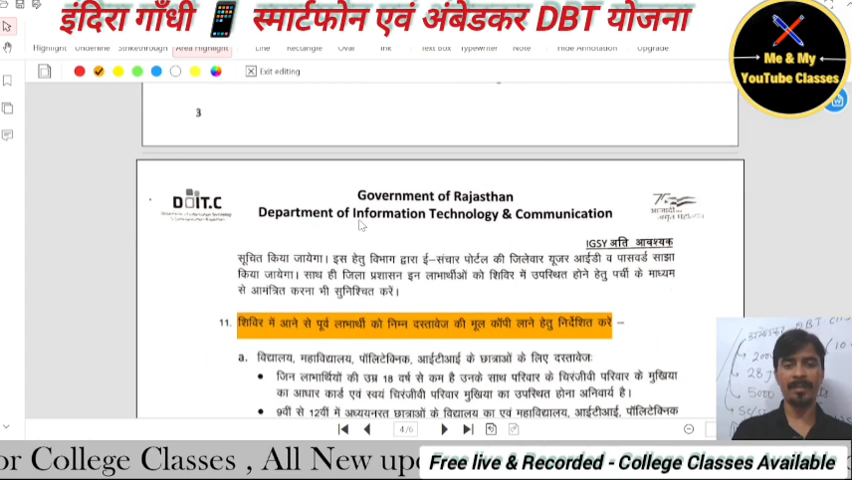 इंदिरा गाँधी स्मार्टफोन एवं अंबेडकर DBT योजना
Me & My
YouTube Classes
Highlight Underline Strikethrough Area Highlight Line Rectangle Oval Ink Text box Typewriter Note Hide Annotation Upgrade
Exit editing
3
DOIT.C
Government of Rajasthan
Department of Information Technology & Communication
IGSY अति आवश्यक
सूचित किया जायेगा। इस हेतु विभाग द्वारा ई-संचार पोर्टल की जिलेवार यूजर आईडी व पासवर्ड साझा
किया जायेगा। साथ ही जिला प्रशासन इन लाभार्थीओं को शिविर में उपस्थित होने हेतु पर्ची के माध्यम
से आमत्रित करना भी सुनिश्चित करें।
11. शिविर में आने से पूर्व लाभार्थी को निम्न दस्तावेज की मूल कॉपी लाने हेतु निर्देशित करें –
a. विद्यालय, महाविद्यालय, पॉलिटेक्निक, आईटीआई के छात्राओं के लिए दस्तावेजः
• जिन लाभार्थियों की उम्र 18 वर्ष से कम है उनके साथ परिवार के चिरंजीवी परिवार के मुखिया
का आधार कार्ड एवं स्वयं चिरंजीवी परिवार मुखिया का उपस्थित होना अनिवार्य है।
• 9वीं से 12वीं में अध्ययनरत छात्राओं के विद्यालय का एवं महाविद्यालय, आईटीआई, पॉलिटेक्निक
4/6
or College Classes , All New up
Free live & Recorded - College Classes Available